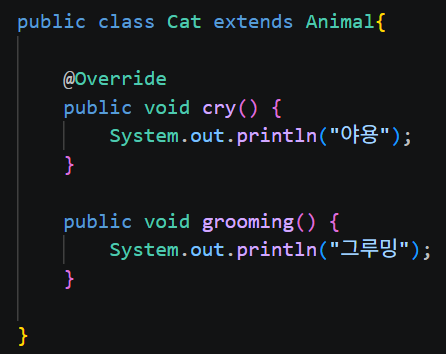 public class Cat extends Animal{
@Override
public void cry() {
System.out.println("야용");
}
public void grooming() {
System.out.println("그루밍");
}
}